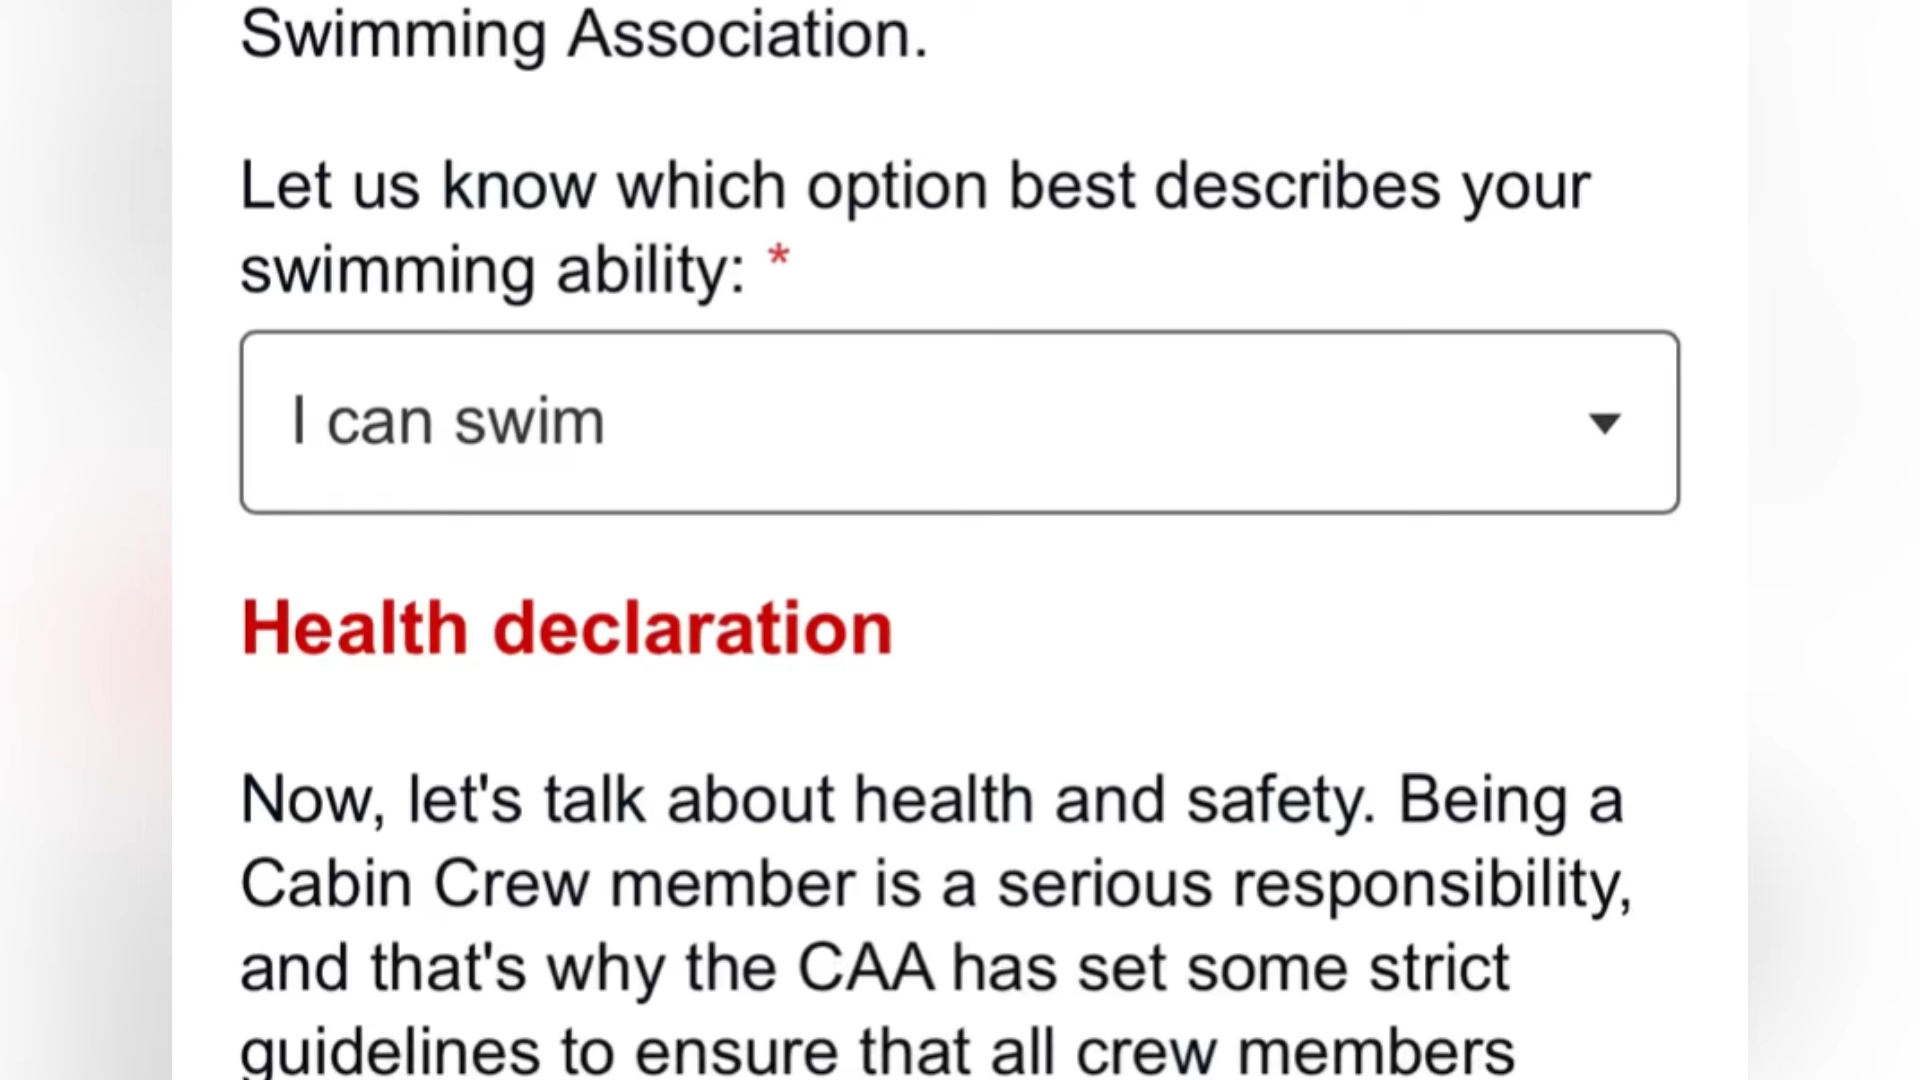 Swimming Association.
Let us know which option best describes your
swimming ability: *
I can swim
Health declaration
Now, let's talk about health and safety. Being a
Cabin Crew member is a serious responsibility,
and that's why the CAA has set some strict
guidelines to ensure that all crew members